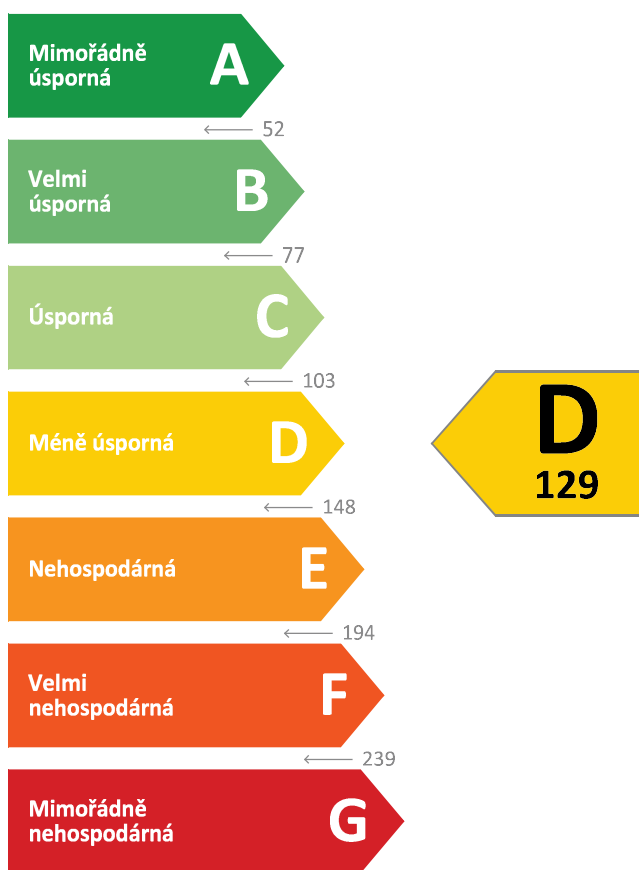 Mimořádně
úsporná
A
52
Velmi
úsporná
B
77
Úsporná
C
103
Méně úsporná
D
D
129
148
Nehospodárná
E
194
Velmi
nehospodárná
F
239
Mimořádně
nehospodárná
G